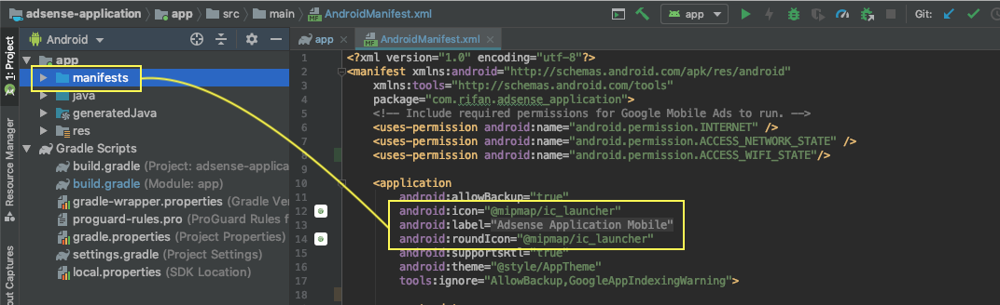 adsense-application app src main AndroidManifest.xml app Git:
Android app AndroidManifest.xml
1: Project
Resource Manager
out Captures
app
manifests
java
generatedJava
res
Gradle Scripts
build.gradle (Project: adsense-applica
build.gradle (Module: app)
gradle-wrapper.properties (Gradle Ver
proguard-rules.pro (ProGuard Rules f
gradle.properties (Project Properties)
settings.gradle (Project Settings)
local.properties (SDK Location)
1 <?xml version="1.0" encoding="utf-8"?>
2 <manifest xmlns:android="http://schemas.android.com/apk/res/android"
3 xmlns:tools="http://schemas.android.com/tools"
4 package="com.rifan.adsense_application">
5 <!-- Include required permissions for Google Mobile Ads to run. -->
6 <uses-permission android:name="android.permission.INTERNET" />
7 <uses-permission android:name="android.permission.ACCESS_NETWORK_STATE" />
8 <uses-permission android:name="android.permission.ACCESS_WIFI_STATE"/>
9
10 <application
11 android:allowBackup="true"
12 android:icon="@mipmap/ic_launcher"
13 android:label="Adsense Application Mobile"
14 android:roundIcon="@mipmap/ic_launcher"
15 android:supportsRtl="true"
16 android:theme="@style/AppTheme"
17 tools:ignore="AllowBackup,GoogleAppIndexingWarning">
18